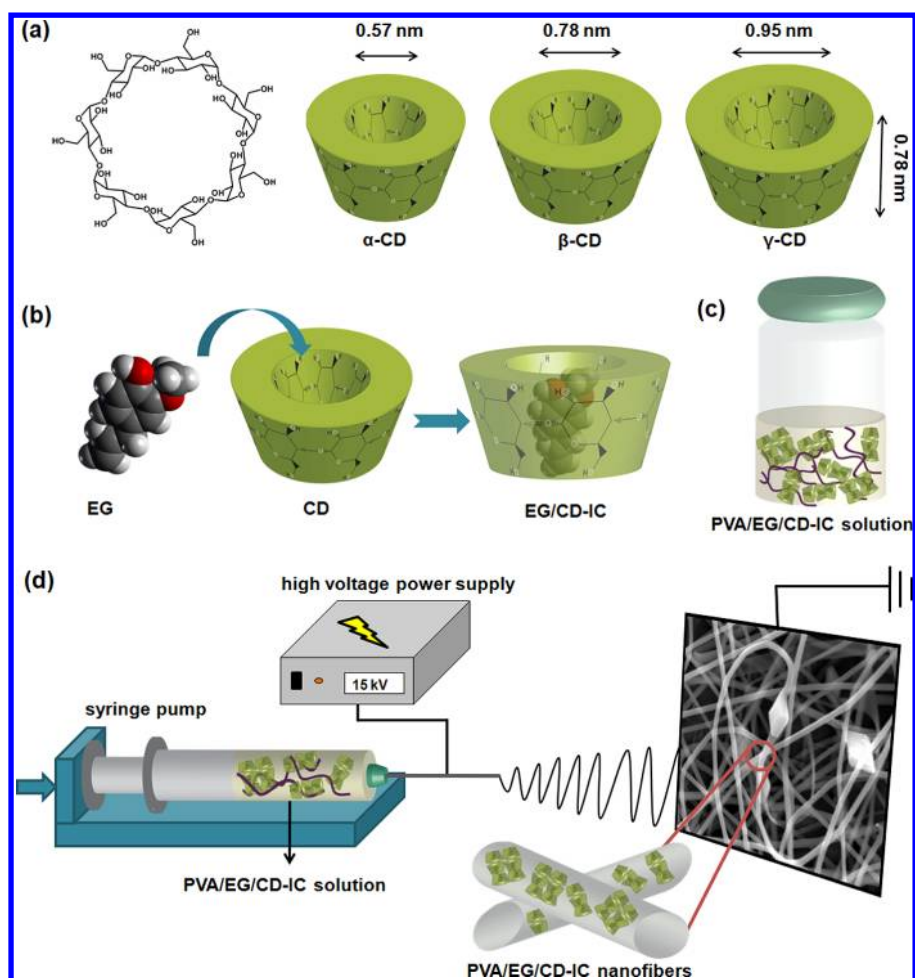 (a)
0.57 nm
0.78 nm
0.95 nm
0.78 nm
α-CD
β-CD
γ-CD
(b)
EG
CD
EG/CD-IC
(c)
PVA/EG/CD-IC solution
(d)
high voltage power supply
15 kV
syringe pump
PVA/EG/CD-IC solution
PVA/EG/CD-IC nanofibers